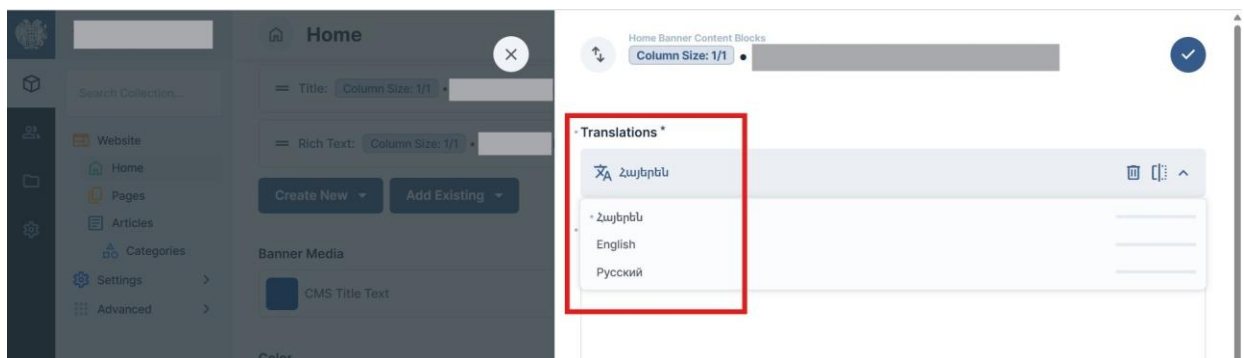 Home
Search Collection...
Website
Home
Pages
Articles
Categories
Settings
Advanced
Title: Column Size: 1/1
Rich Text: Column Size: 1/1
Create New
Add Existing
Banner Media
CMS Title Text
Color
Home Banner Content Blocks
Column Size: 1/1
Translations *
Հայերեն
Հայերեն
English
Русский